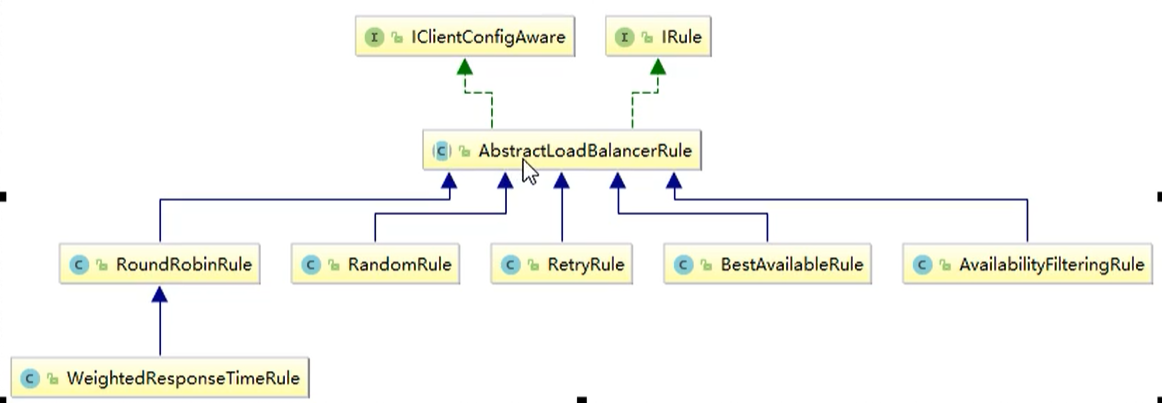 IClientConfigAware
IRule
AbstractLoadBalancerRule
RoundRobinRule
RandomRule
RetryRule
BestAvailableRule
AvailabilityFilteringRule
WeightedResponseTimeRule